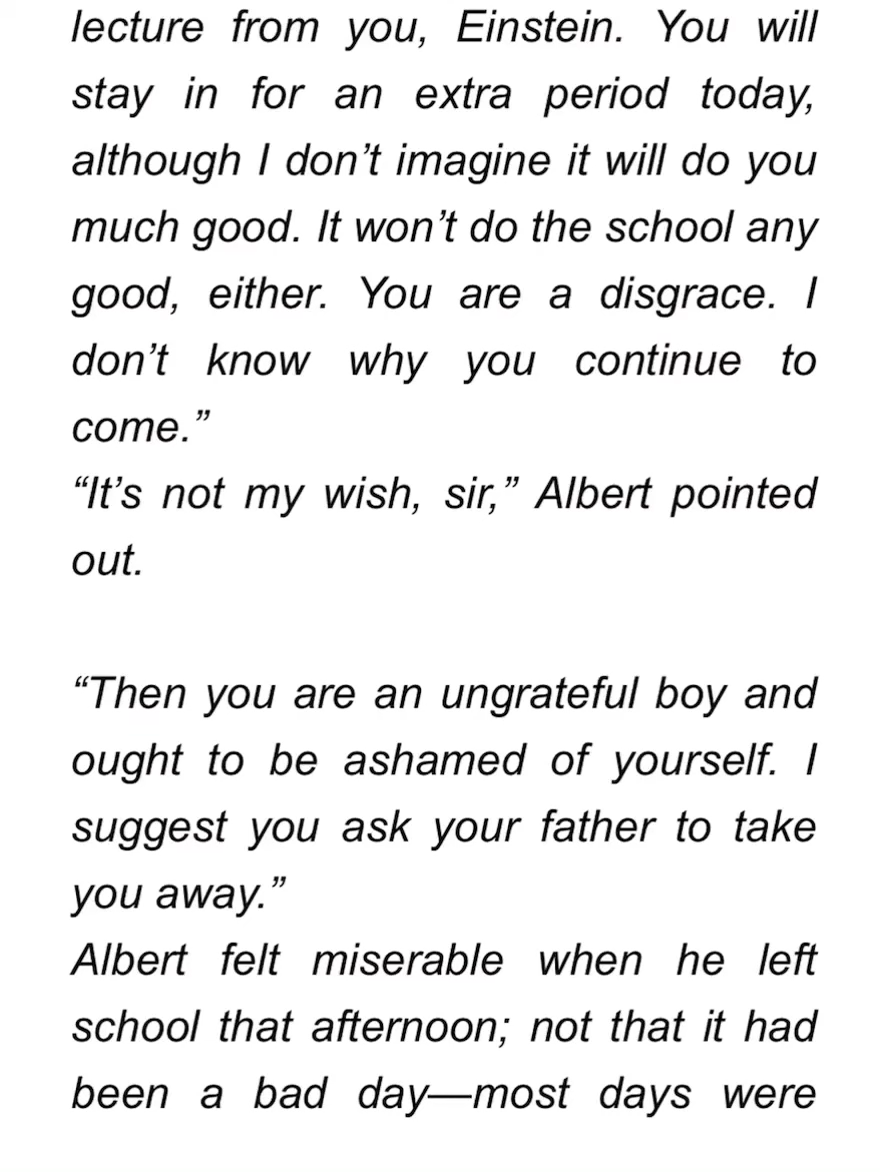 lecture from you, Einstein. You will
stay in for an extra period today,
although I don’t imagine it will do you
much good. It won’t do the school any
good, either. You are a disgrace. I
don’t know why you continue to
come.”
“It’s not my wish, sir,” Albert pointed
out.
“Then you are an ungrateful boy and
ought to be ashamed of yourself. I
suggest you ask your father to take
you away.”
Albert felt miserable when he left
school that afternoon; not that it had
been a bad day—most days were